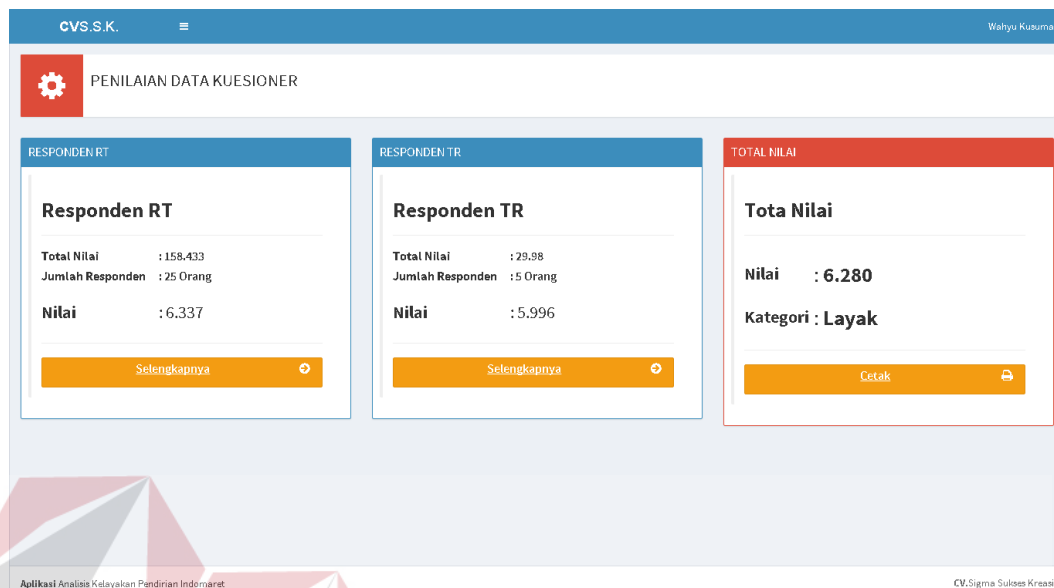 CVS.S.K.
Wahyu Kusuma
PENILAIAN DATA KUESIONER
RESPONDEN RT
Responden RT
Total Nilai : 158.433
Jumlah Responden : 25 Orang
Nilai : 6.337
Selengkapnya
RESPONDEN TR
Responden TR
Total Nilai : 29.98
Jumlah Responden : 5 Orang
Nilai : 5.996
Selengkapnya
TOTAL NILAI
Tota Nilai
Nilai : 6.280
Kategori : Layak
Cetak
Aplikasi Analisis Kelayakan Pendirian Indomaret
CV.Sigma Sukses Kreasi